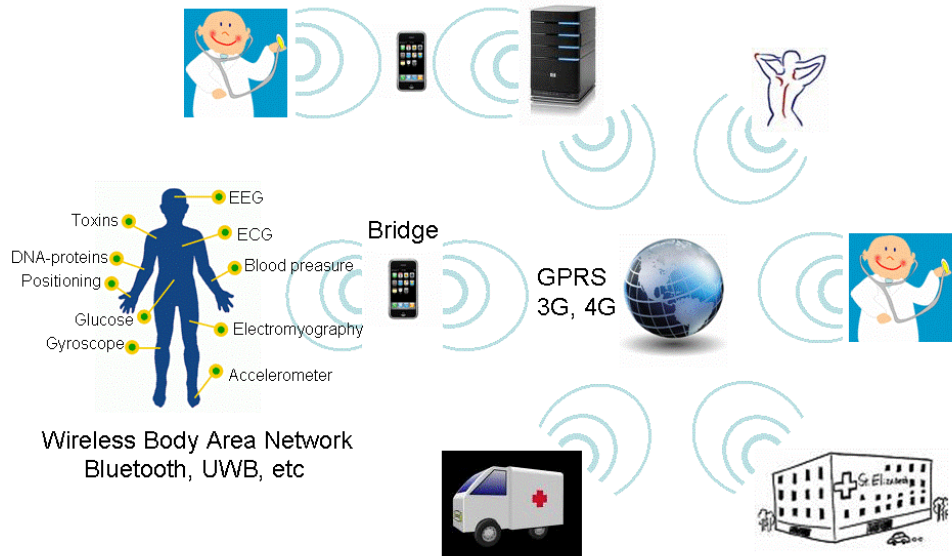 EEG
Toxins
ECG
Bridge
DNA-proteins
Blood preasure
Positioning
GPRS
3G, 4G
Glucose
Electromyography
Gyroscope
Accelerometer
Wireless Body Area Network
Bluetooth, UWB, etc
St. Elizabeth